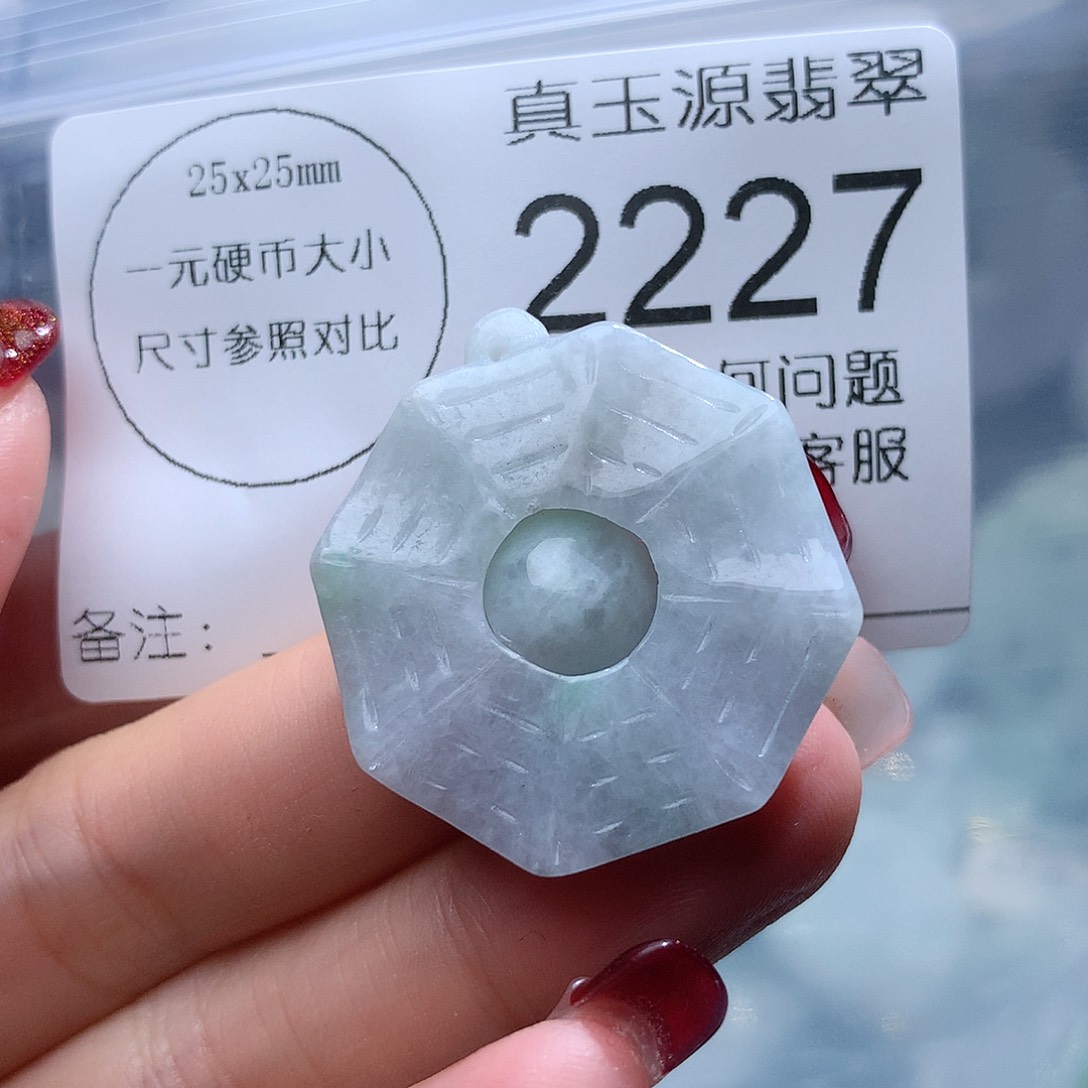 真玉源翡翠
25x25mm
一元硬币大小
尺寸参照对比
2227
何问题
客服
备注: